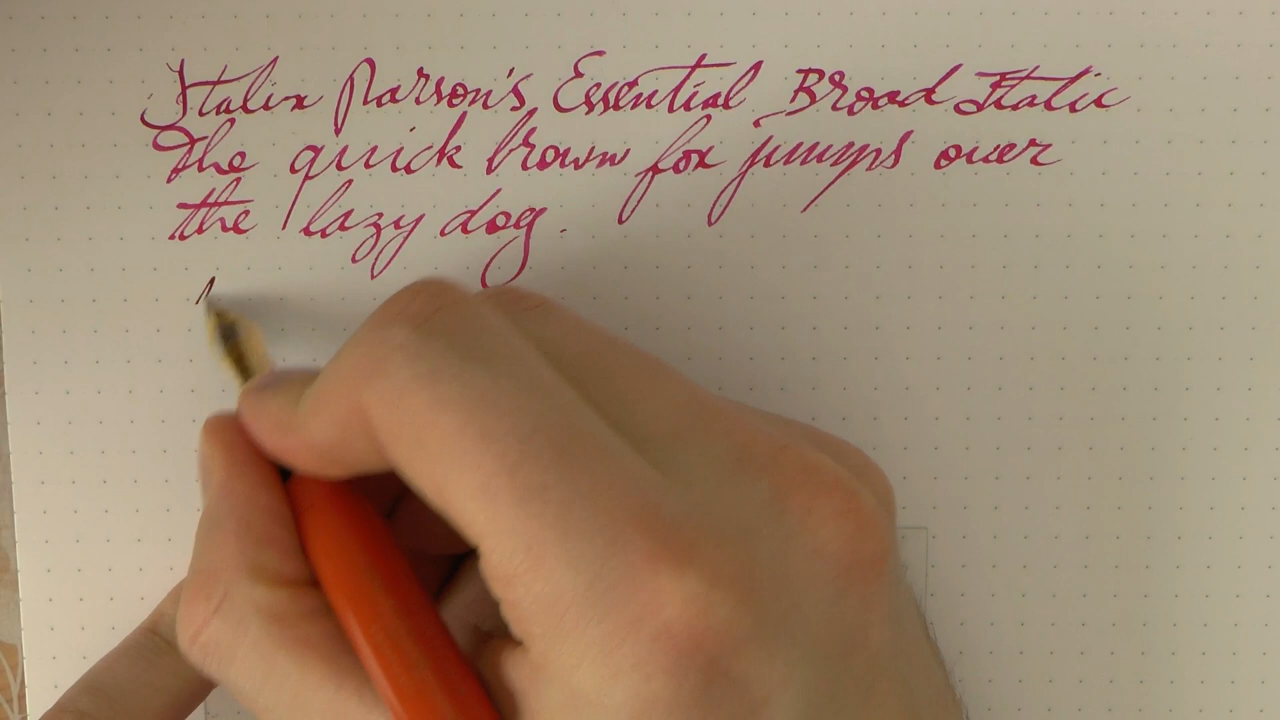 Italix Parson's Essential Broad Italic
The quick brown fox jumps over
the lazy dog.